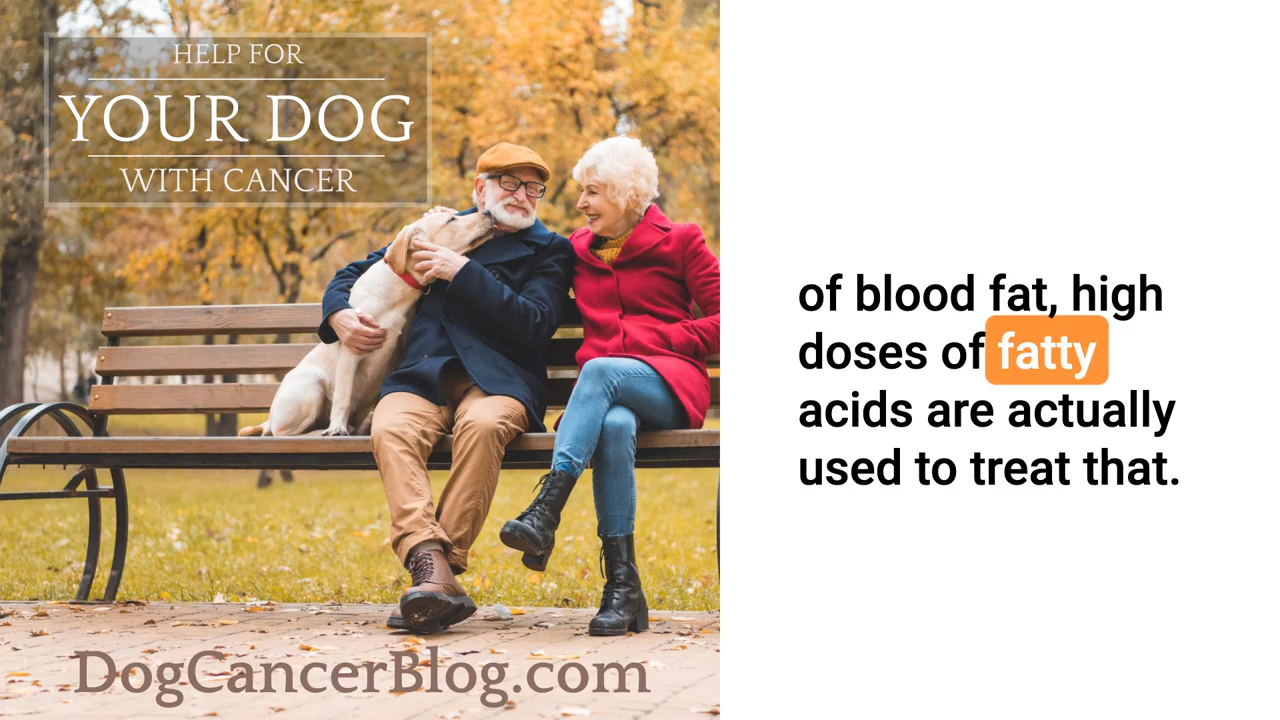 HELP FOR
YOUR DOG
WITH CANCER
DogCancerBlog.com
of blood fat, high
doses of fatty
acids are actually
used to treat that.